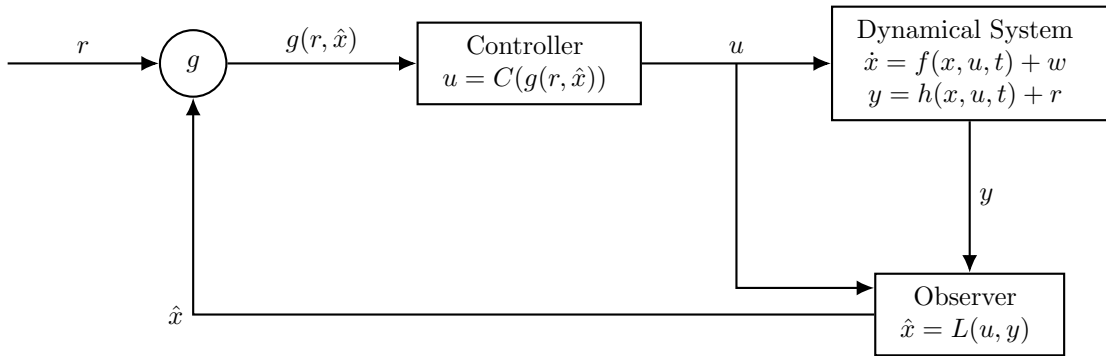 r
g
g(r, x̂)
Controller
u = C(g(r, x̂))
u
Dynamical System
ẋ = f(x, u, t) + w
y = h(x, u, t) + r
y
Observer
x̂ = L(u, y)
x̂